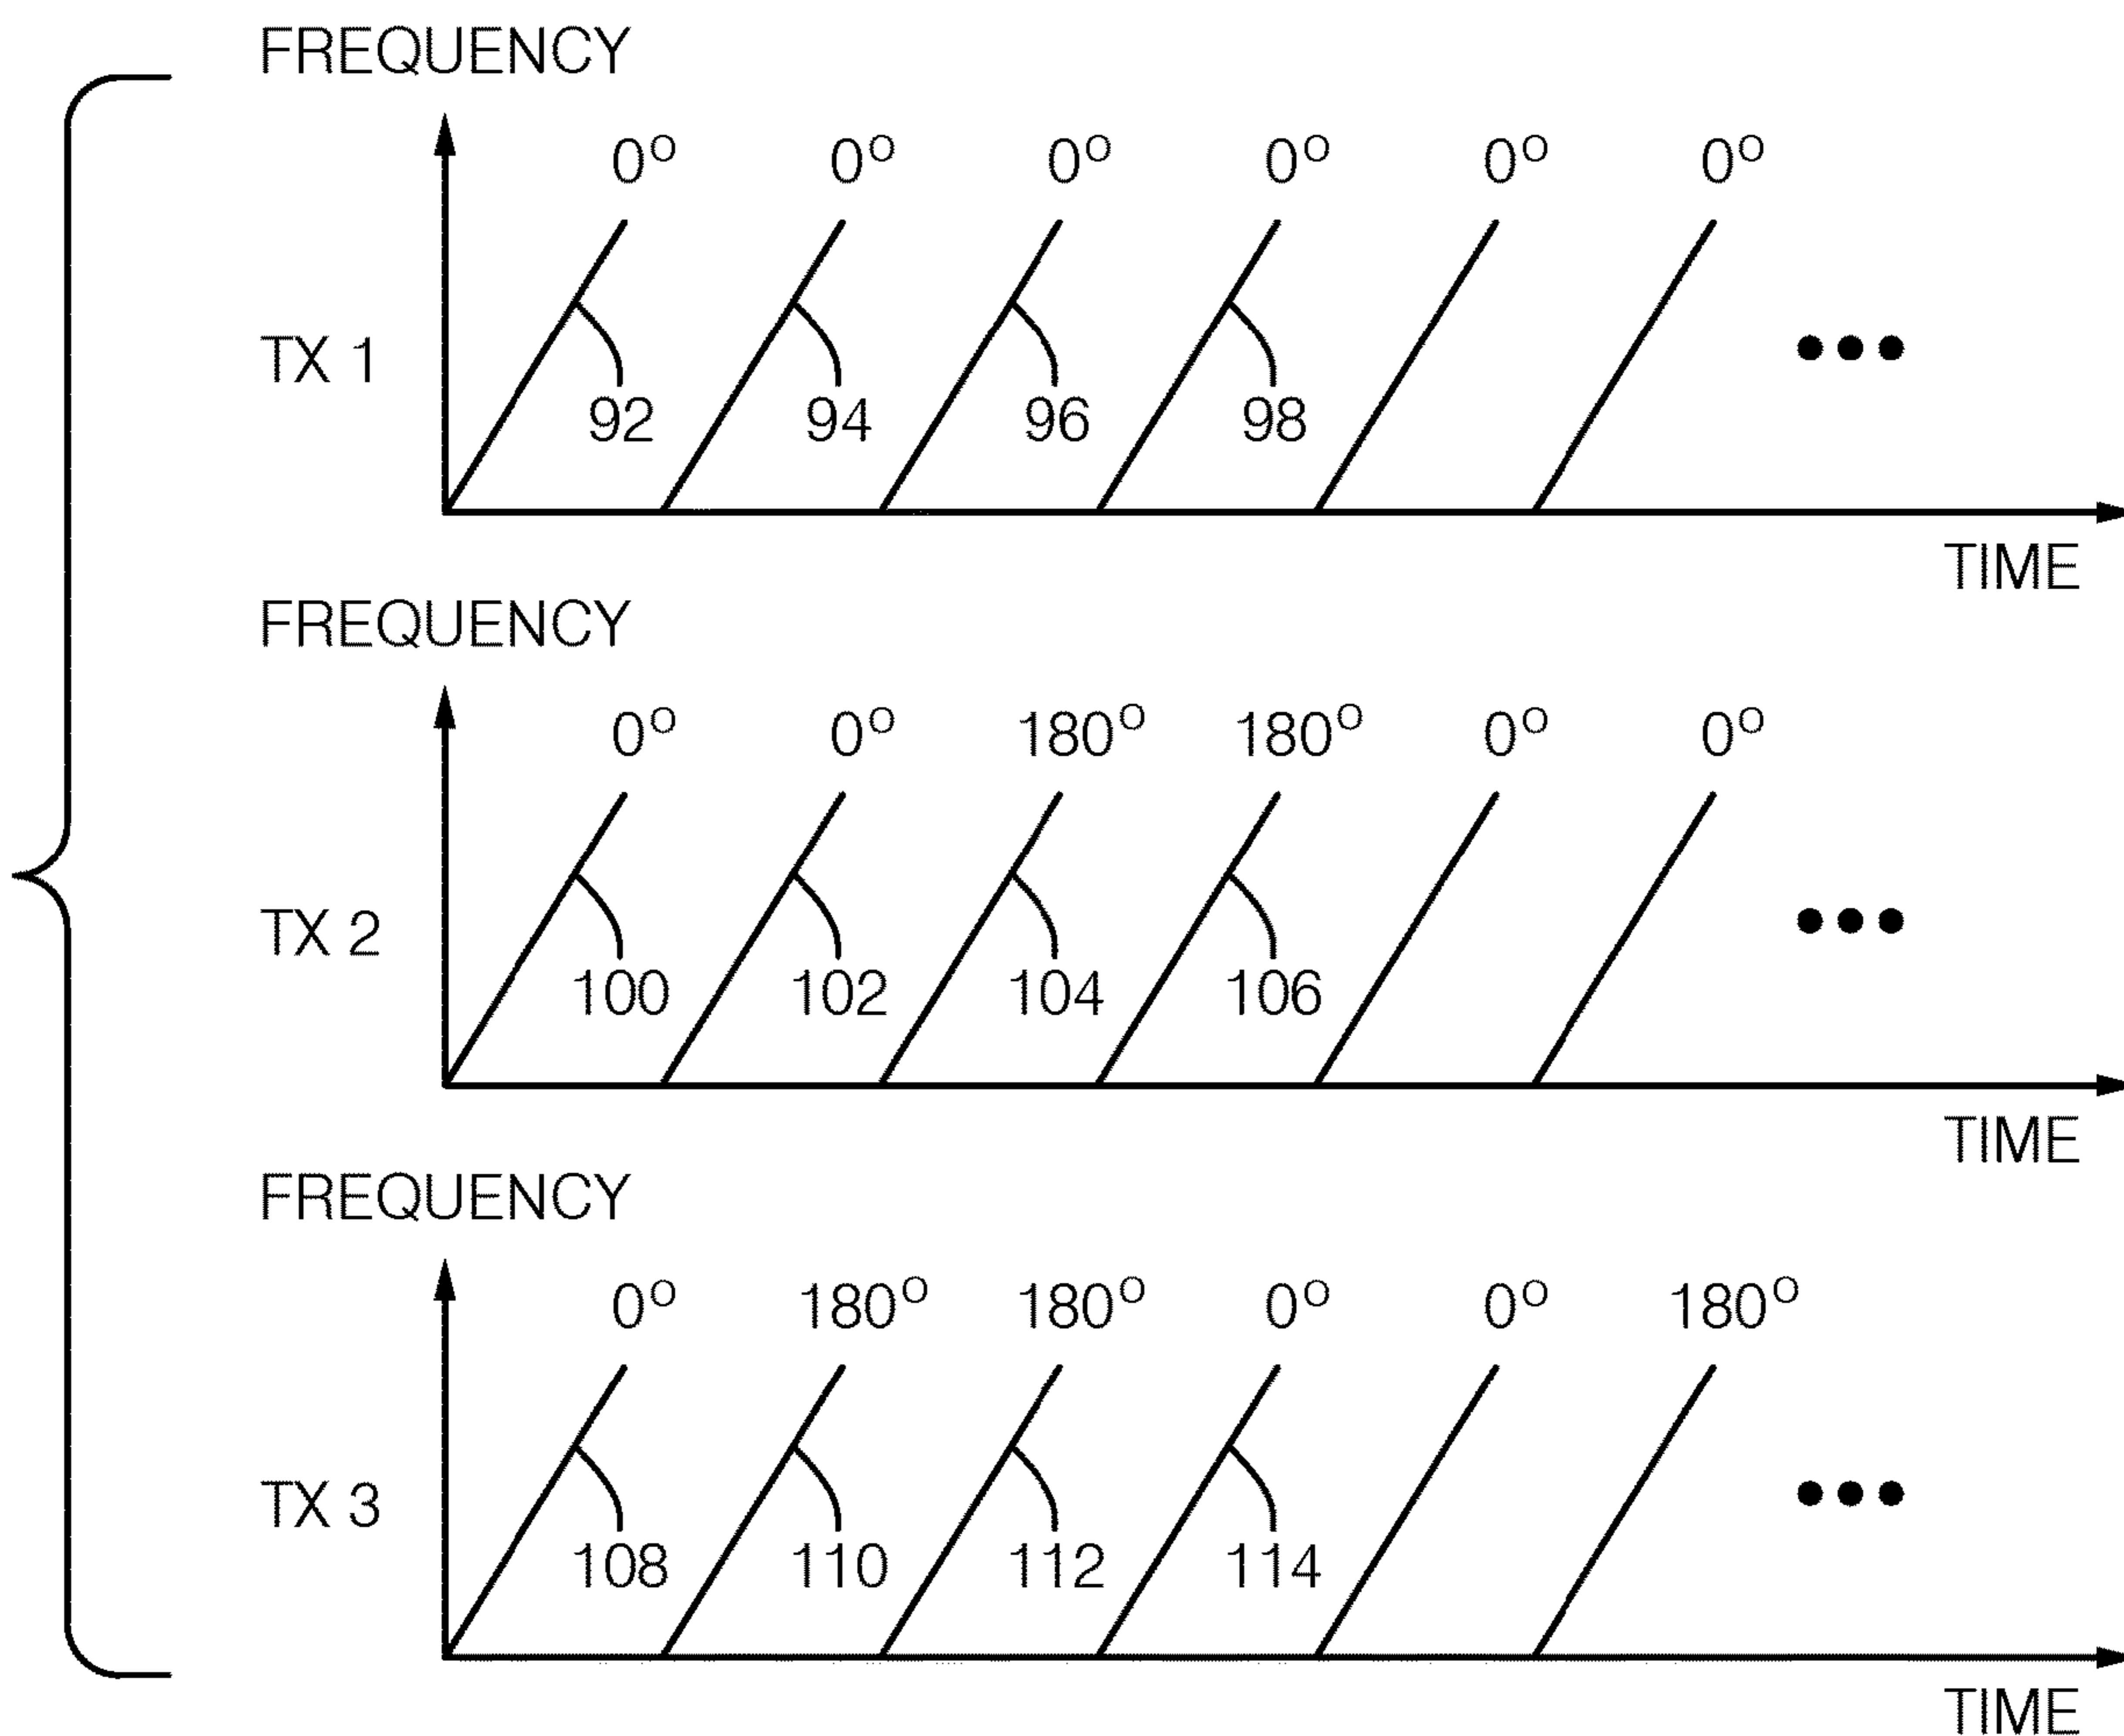 FREQUENCY
0° 0° 0° 0° 0° 0°
TX 1
92 94 96 98
TIME
FREQUENCY
0° 0° 180° 180° 0° 0°
TX 2
100 102 104 106
TIME
FREQUENCY
0° 180° 180° 0° 0° 180°
TX 3
108 110 112 114
TIME